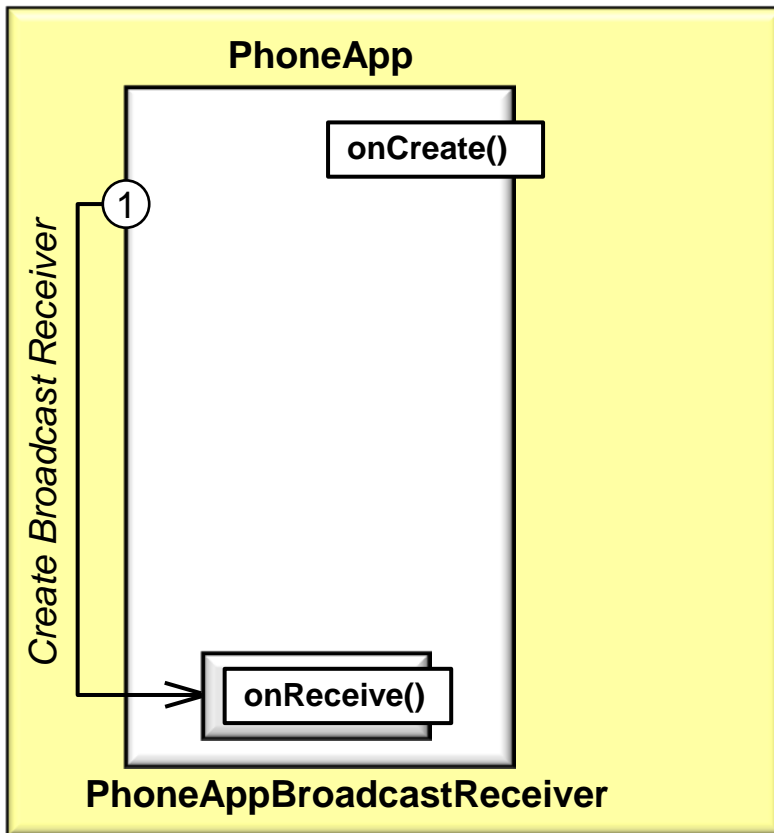 PhoneApp
onCreate()
1
Create Broadcast Receiver
onReceive()
PhoneAppBroadcastReceiver